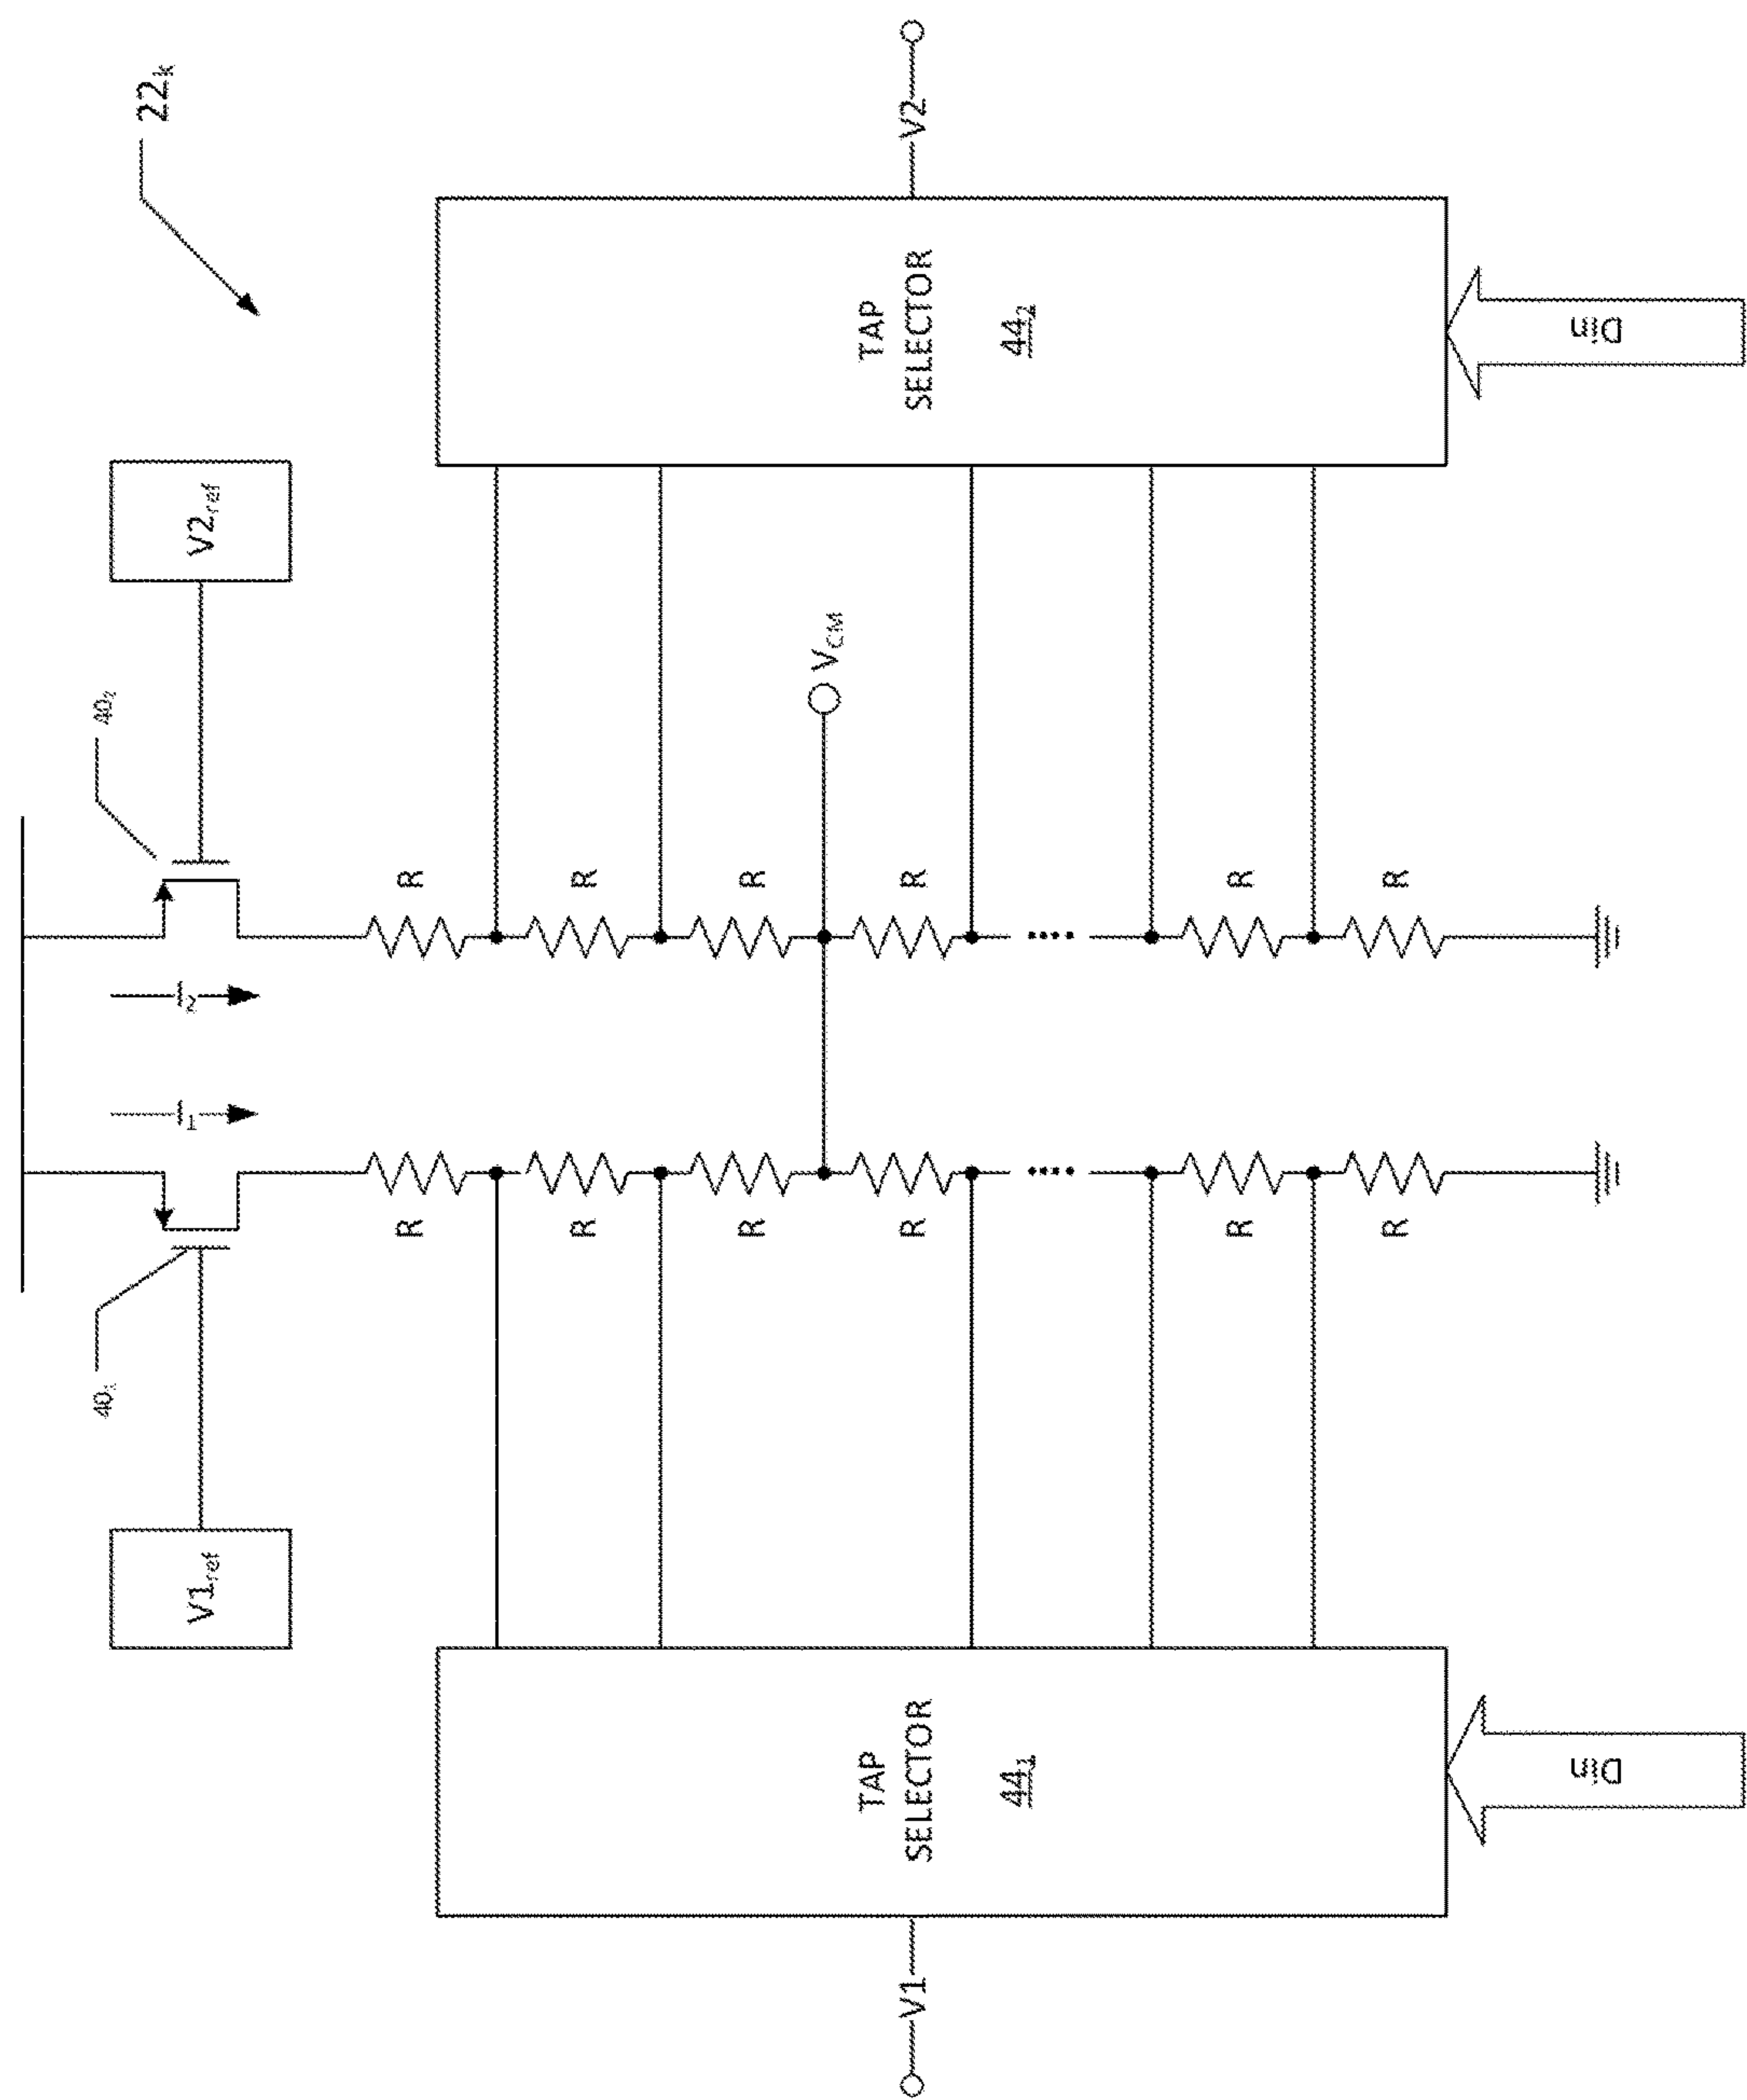 22k
V1ref
V2ref
401
402
I1
I2
R
R
R
R
R
R
R
R
R
R
R
R
VCM
TAP
SELECTOR
441
TAP
SELECTOR
442
V1
V2
Din
Din